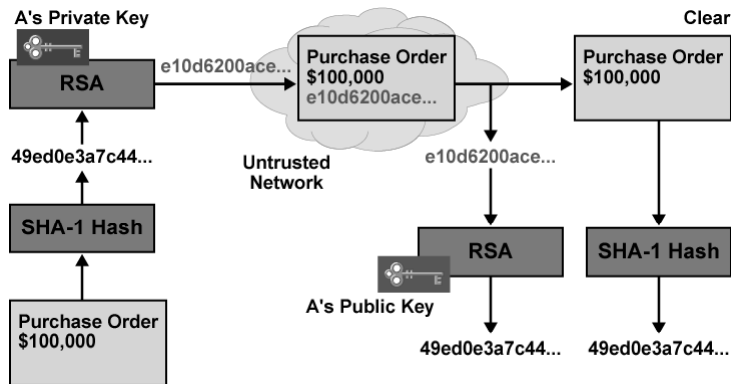 A's Private Key
RSA
49ed0e3a7c44...
SHA-1 Hash
Purchase Order
$100,000
e10d6200ace...
Purchase Order
$100,000
e10d6200ace...
Untrusted
Network
e10d6200ace...
RSA
A's Public Key
49ed0e3a7c44...
Clear
Purchase Order
$100,000
SHA-1 Hash
49ed0e3a7c44...